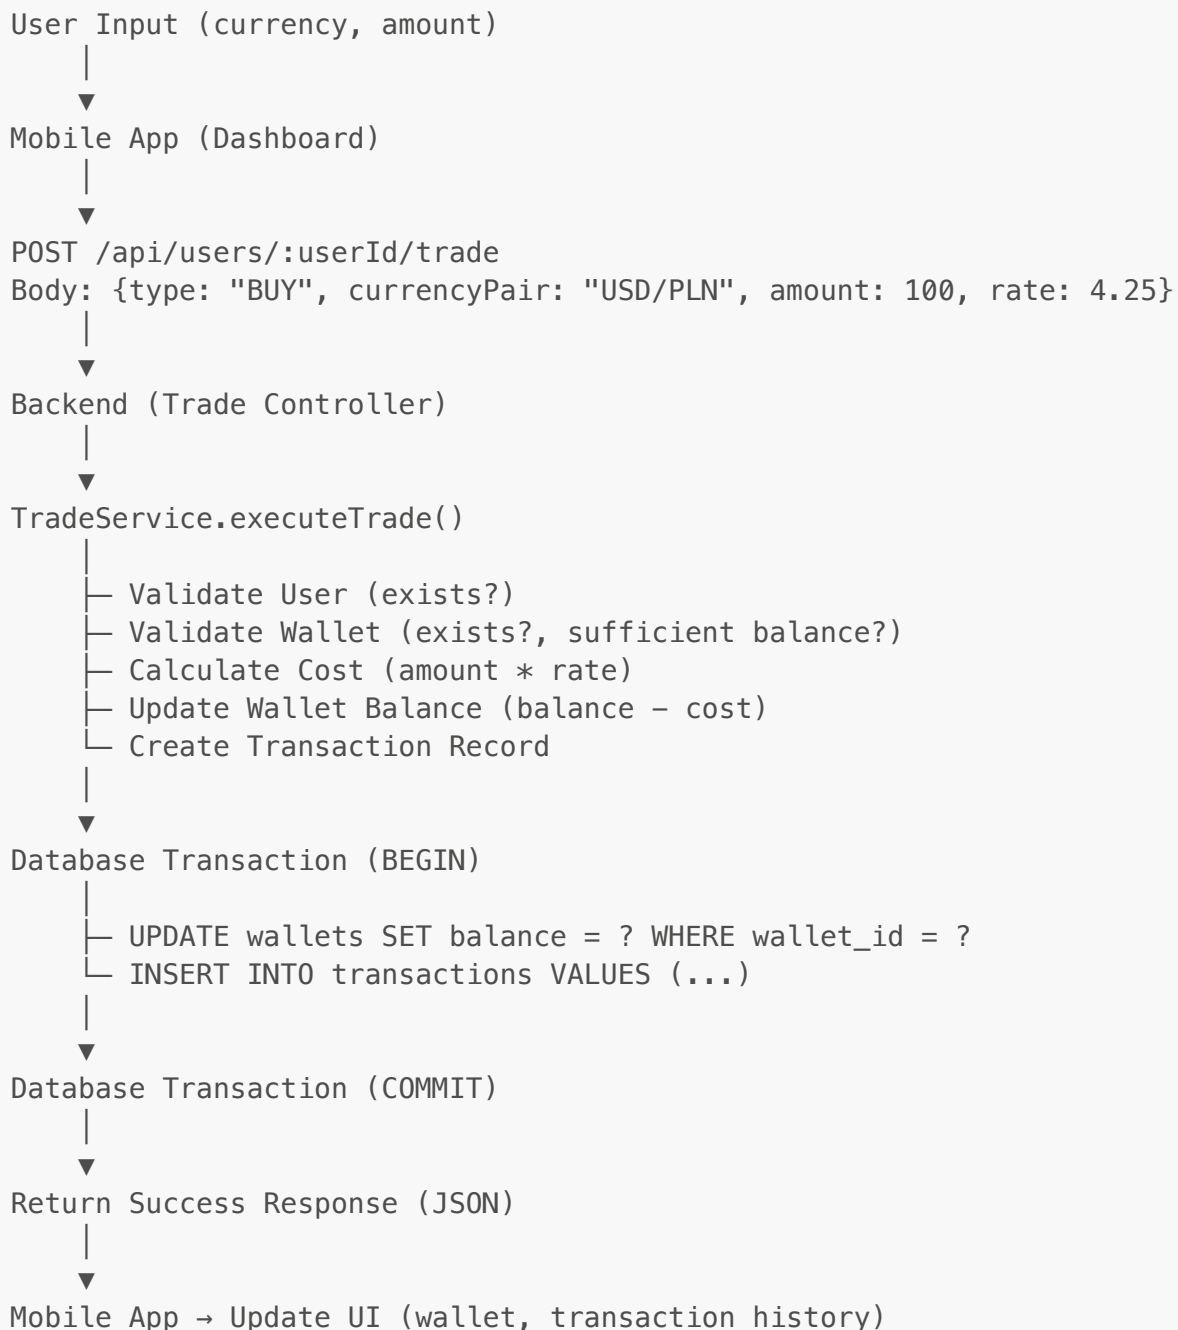 User Input (currency, amount)
│
▼
Mobile App (Dashboard)
│
▼
POST /api/users/:userId/trade
Body: {type: "BUY", currencyPair: "USD/PLN", amount: 100, rate: 4.25}
│
▼
Backend (Trade Controller)
│
▼
TradeService.executeTrade()
│
├─ Validate User (exists?)
├─ Validate Wallet (exists?, sufficient balance?)
├─ Calculate Cost (amount * rate)
├─ Update Wallet Balance (balance - cost)
└─ Create Transaction Record
│
▼
Database Transaction (BEGIN)
│
├─ UPDATE wallets SET balance = ? WHERE wallet_id = ?
└─ INSERT INTO transactions VALUES (...)
│
▼
Database Transaction (COMMIT)
│
▼
Return Success Response (JSON)
│
▼
Mobile App → Update UI (wallet, transaction history)